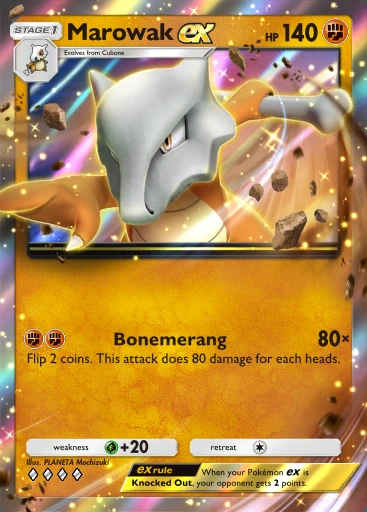 STAGE 1 Marowak ex HP 140
Evolves from Cubone
Bonemerang 80×
Flip 2 coins. This attack does 80 damage for each heads.
weakness +20 retreat
Illus. PLANETA Mochizuki
ex rule When your Pokémon ex is
Knocked Out, your opponent gets 2 points.